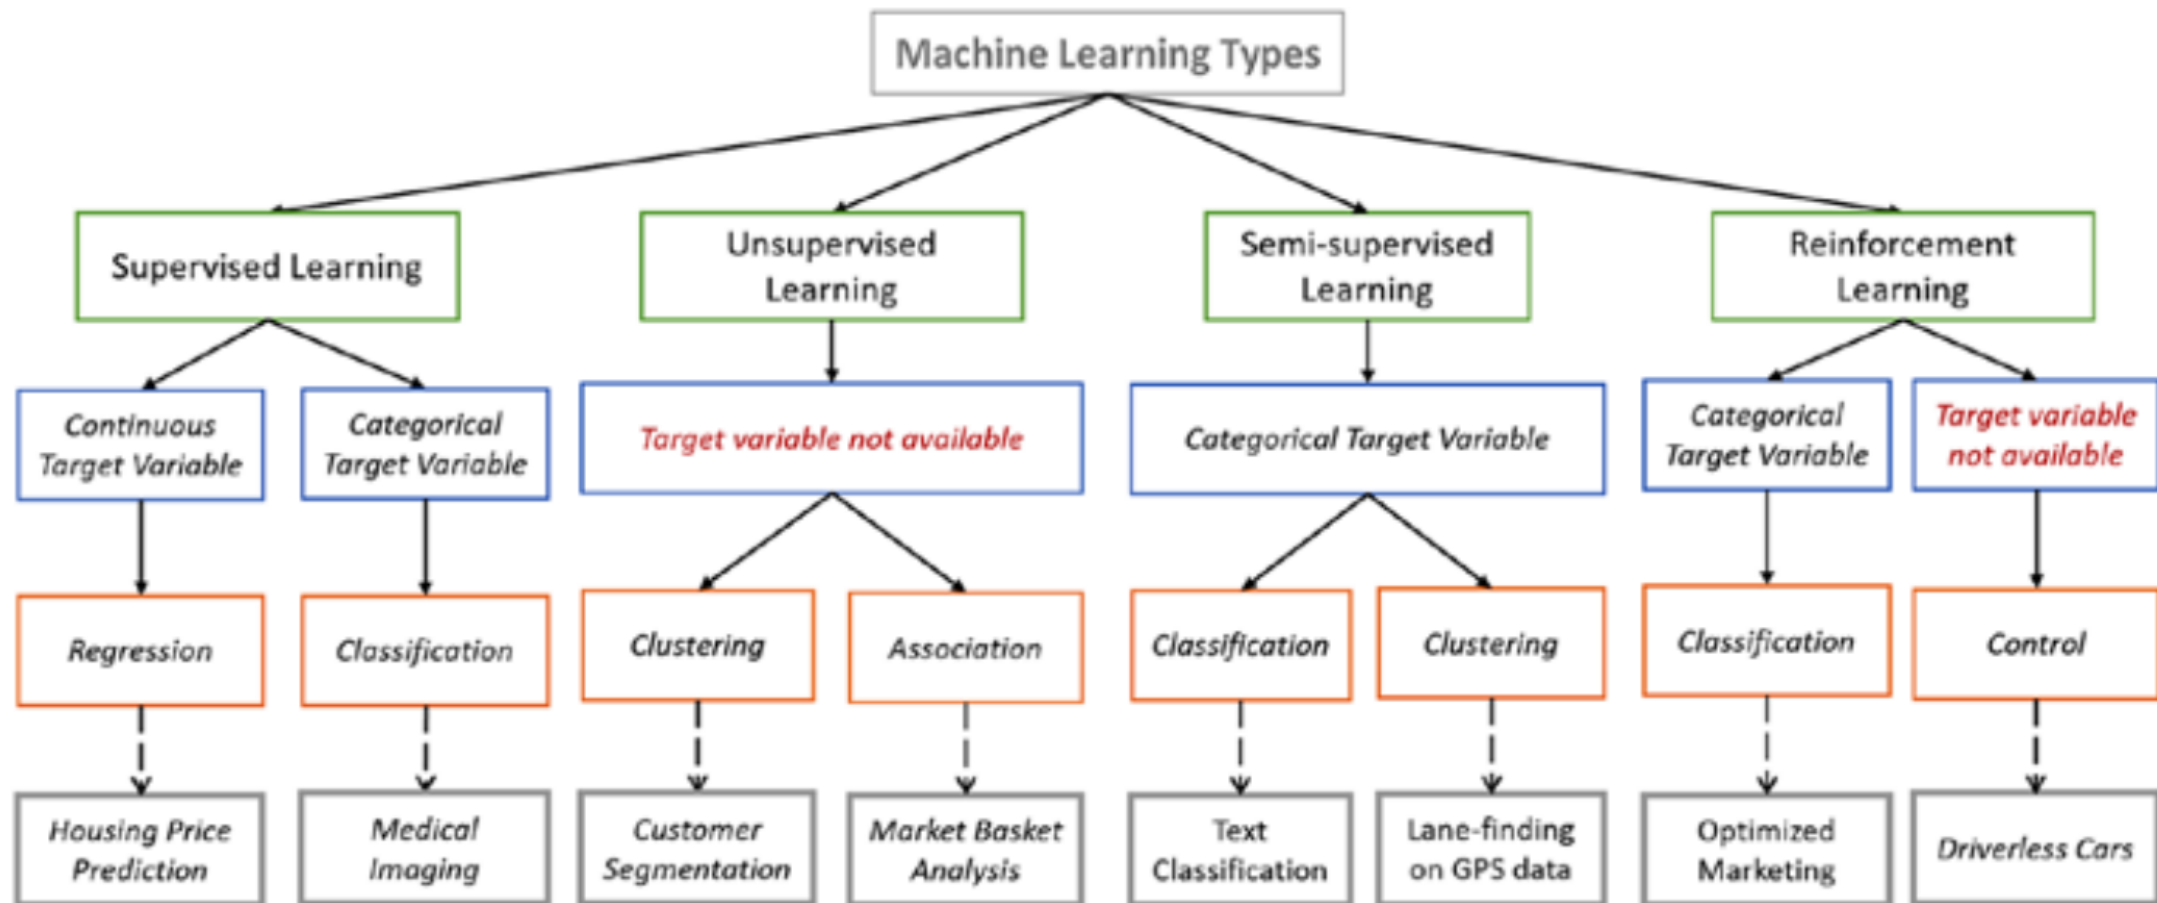 Machine Learning Types
Supervised Learning
Unsupervised
Learning
Semi-supervised
Learning
Reinforcement
Learning
Continuous
Target Variable
Categorical
Target Variable
Target variable not available
Categorical Target Variable
Categorical
Target Variable
Target variable
not available
Regression
Classification
Clustering
Association
Classification
Clustering
Classification
Control
Housing Price
Prediction
Medical
Imaging
Customer
Segmentation
Market Basket
Analysis
Text
Classification
Lane-finding
on GPS data
Optimized
Marketing
Driverless Cars